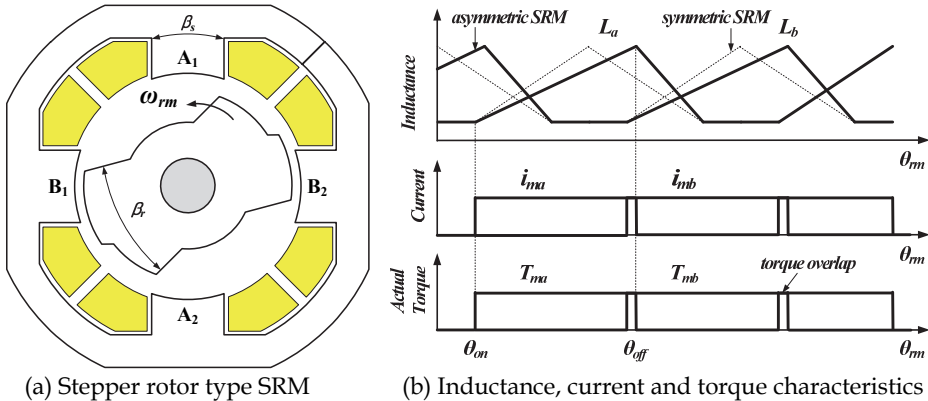 βs
A1
ωrm
B1
B2
βr
A2
(a) Stepper rotor type SRM
asymmetric SRM
La
symmetric SRM
Lb
Inductance
θrm
ima
imb
Current
θrm
Tma
Tmb
torque overlap
Actual
Torque
θon
θoff
θrm
(b) Inductance, current and torque characteristics